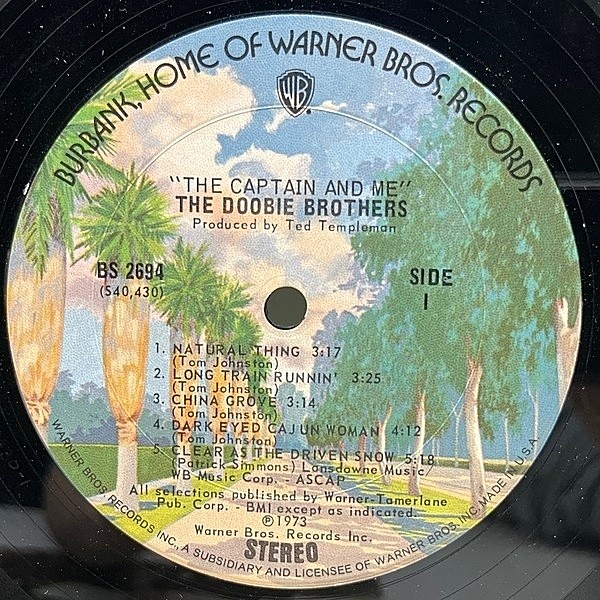 BURBANK, HOME OF WARNER BROS. RECORDS
WB
"THE CAPTAIN AND ME"
THE DOOBIE BROTHERS
Produced by Ted Templeman
BS 2694
(S40,430)
SIDE
1
1. NATURAL THING 3:17
(Tom Johnston)
2. LONG TRAIN RUNNIN' 3:25
(Tom Johnston)
3. CHINA GROVE 3:14
(Tom Johnston)
4. DARK EYED CAJUN WOMAN 4:12
(Tom Johnston)
5. CLEAR AS THE DRIVEN SNOW 5:18
(Patrick Simmons) Lansdowne Music/
WB Music Corp. - ASCAP
All selections published by Warner-Tamerlane
Pub. Corp. - BMI except as indicated.
℗1973
Warner Bros. Records Inc.
STEREO
WARNER BROS. RECORDS INC., A SUBSIDIARY AND LICENSEE OF WARNER BROS. INC. MADE IN U.S.A.